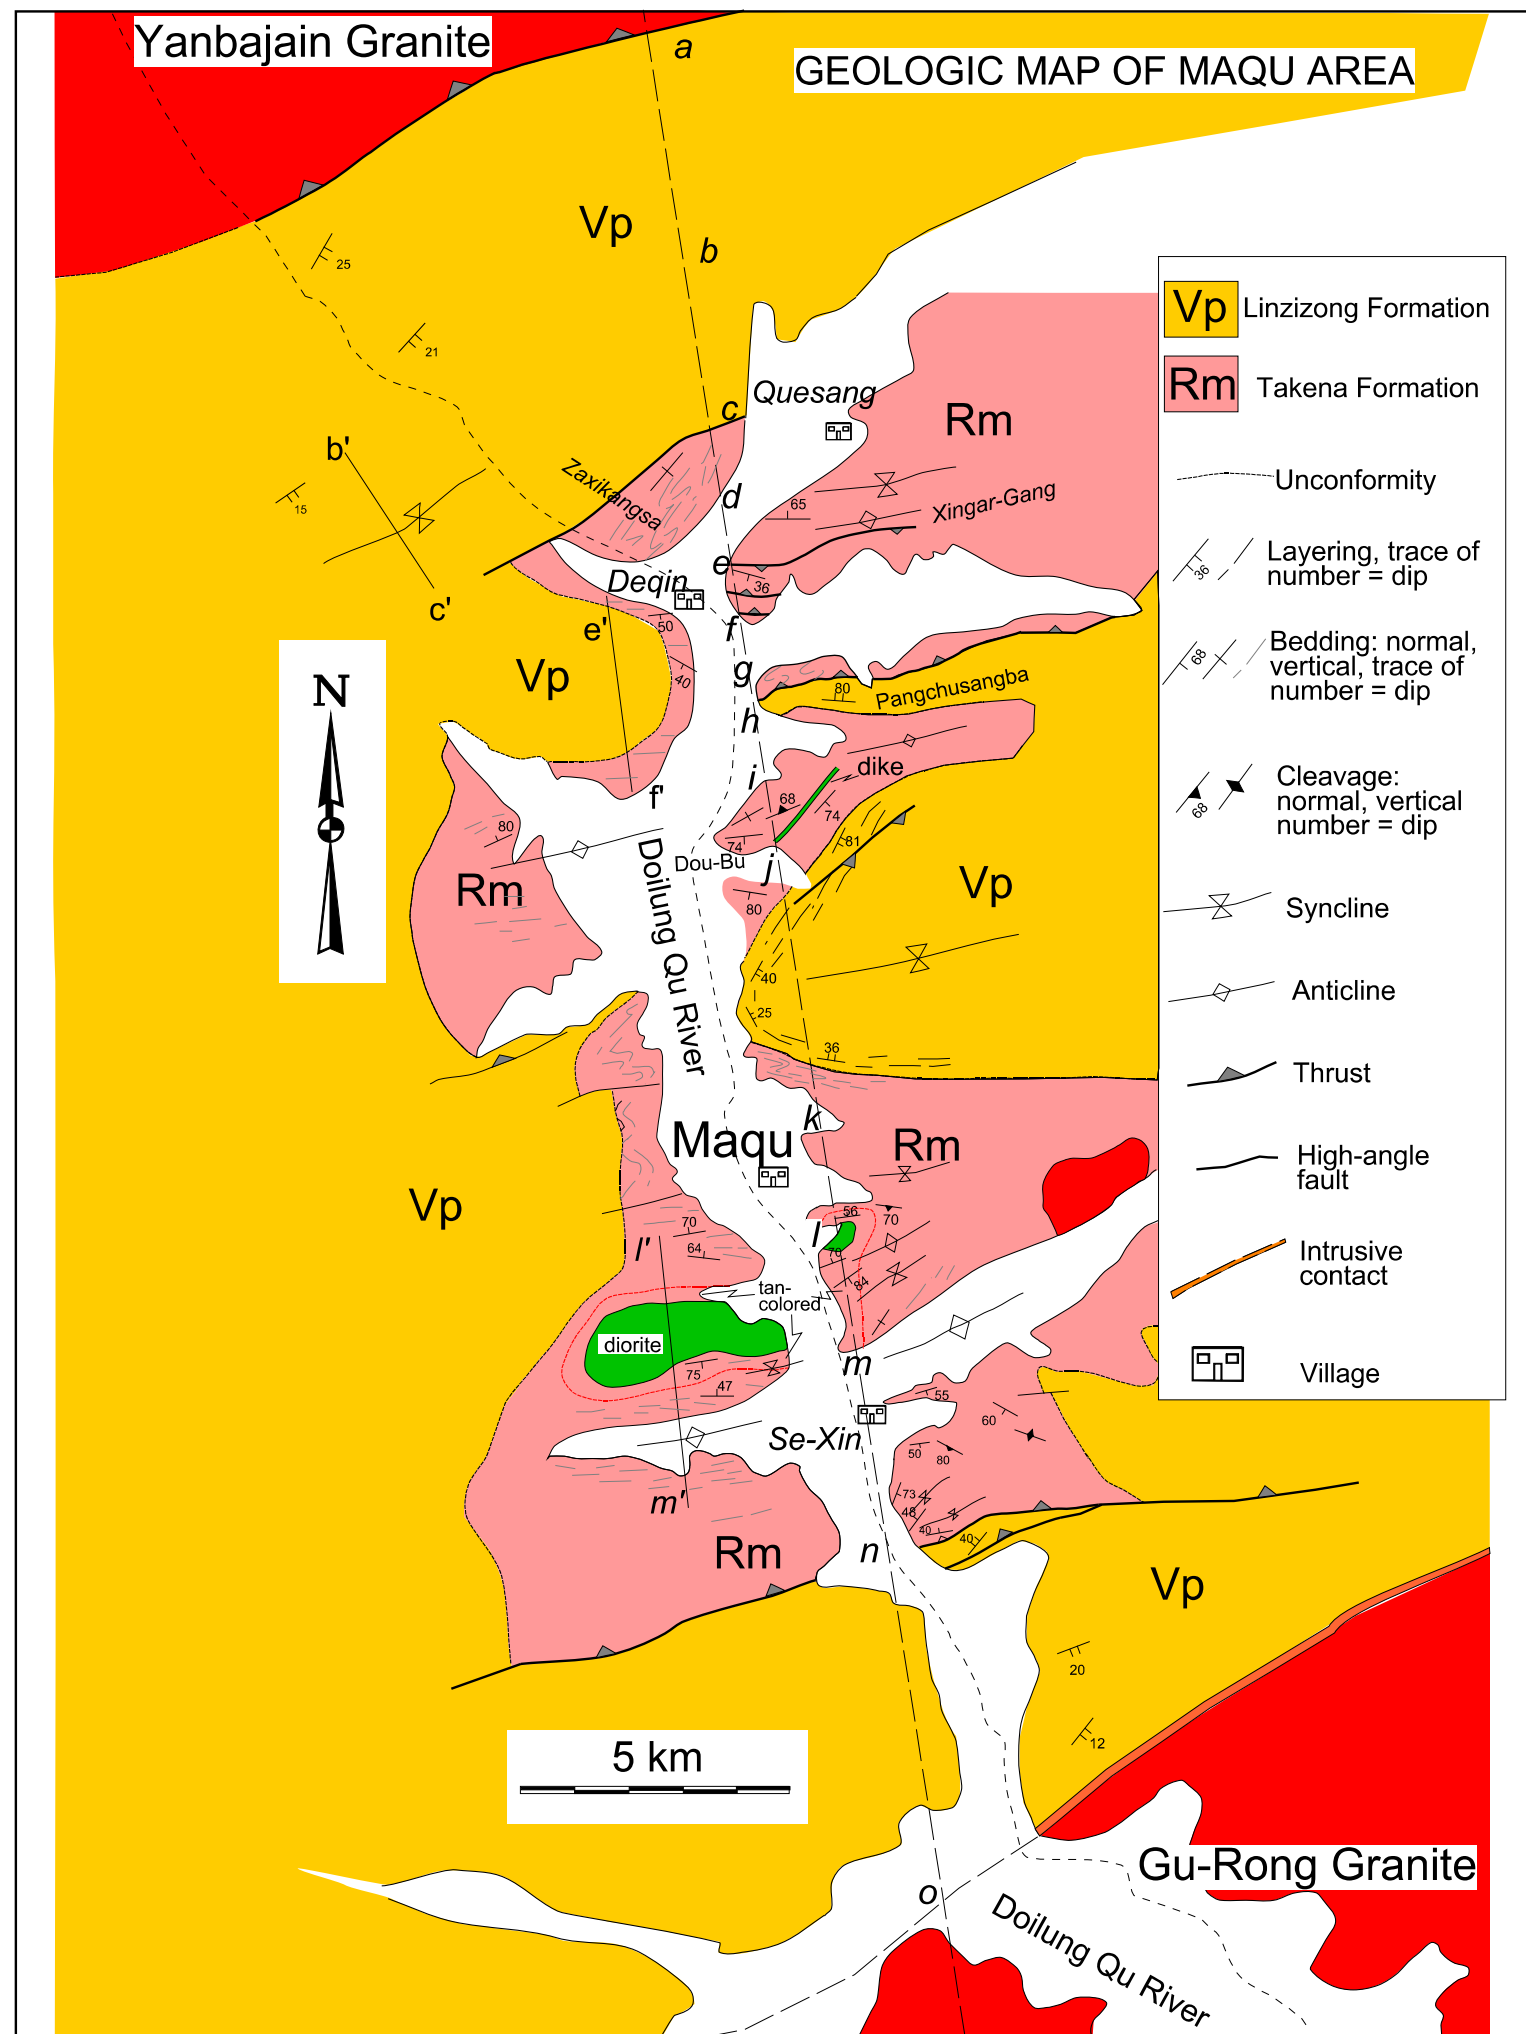 Yanbajain Granite
a
GEOLOGIC MAP OF MAQU AREA
Vp
b
25
21
Vp Linzizong Formation
Rm Takena Formation
Unconformity
36
Layering, trace of
number = dip
68
Bedding: normal,
vertical, trace of
number = dip
68
Cleavage:
normal, vertical
number = dip
Syncline
Anticline
Thrust
High-angle
fault
Intrusive
contact
Village
c
Quesang
Rm
b'
Zaxikangsa
15
d
65
Xingar-Gang
e
36
Deqin
c'
e'
50
f
Vp
40
g
80
Pangchusangba
N
h
i
dike
f'
68
74
80
74
81
Dou-Bu
j
Rm
80
Vp
Doilung Qu River
40
25
36
k
Maqu
Rm
Vp
70
64
l'
56
70
l
70
84
tan-
colored
diorite
75
47
m
55
60
Se-Xin
50
80
m'
73
48
40
40
Rm
n
Vp
20
12
5 km
Gu-Rong Granite
o
Doilung Qu River